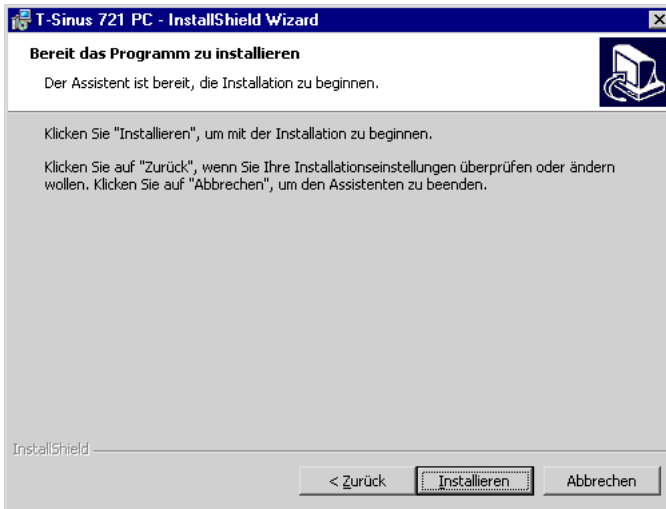 T-Sinus 721 PC - InstallShield Wizard
Bereit das Programm zu installieren
Der Assistent ist bereit, die Installation zu beginnen.
Klicken Sie "Installieren", um mit der Installation zu beginnen.
Klicken Sie auf "Zurück", wenn Sie Ihre Installationseinstellungen überprüfen oder ändern
wollen. Klicken Sie auf "Abbrechen", um den Assistenten zu beenden.
InstallShield
< Zurück Installieren Abbrechen